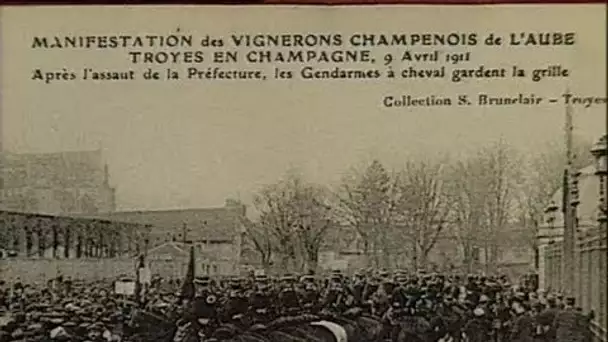 MANIFESTATION des VIGNERONS CHAMPENOIS de L'AUBE
TROYES EN CHAMPAGNE, 9 Avril 1911
Après l'assaut de la Préfecture, les Gendarmes à cheval gardent la grille
Collection S. Brunclair - Troyes